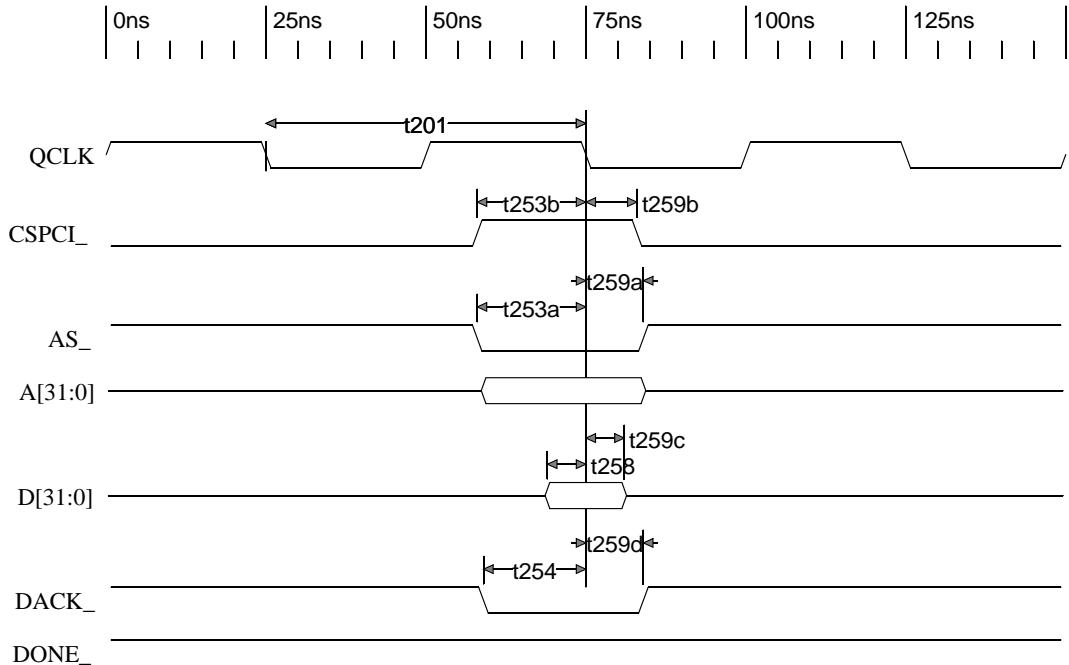 0ns 25ns 50ns 75ns 100ns 125ns
t201
QCLK
t253b t259b
CSPCI_
t259a
t253a
AS_
A[31:0]
t259c
t258
D[31:0]
t259d
t254
DACK_
DONE_